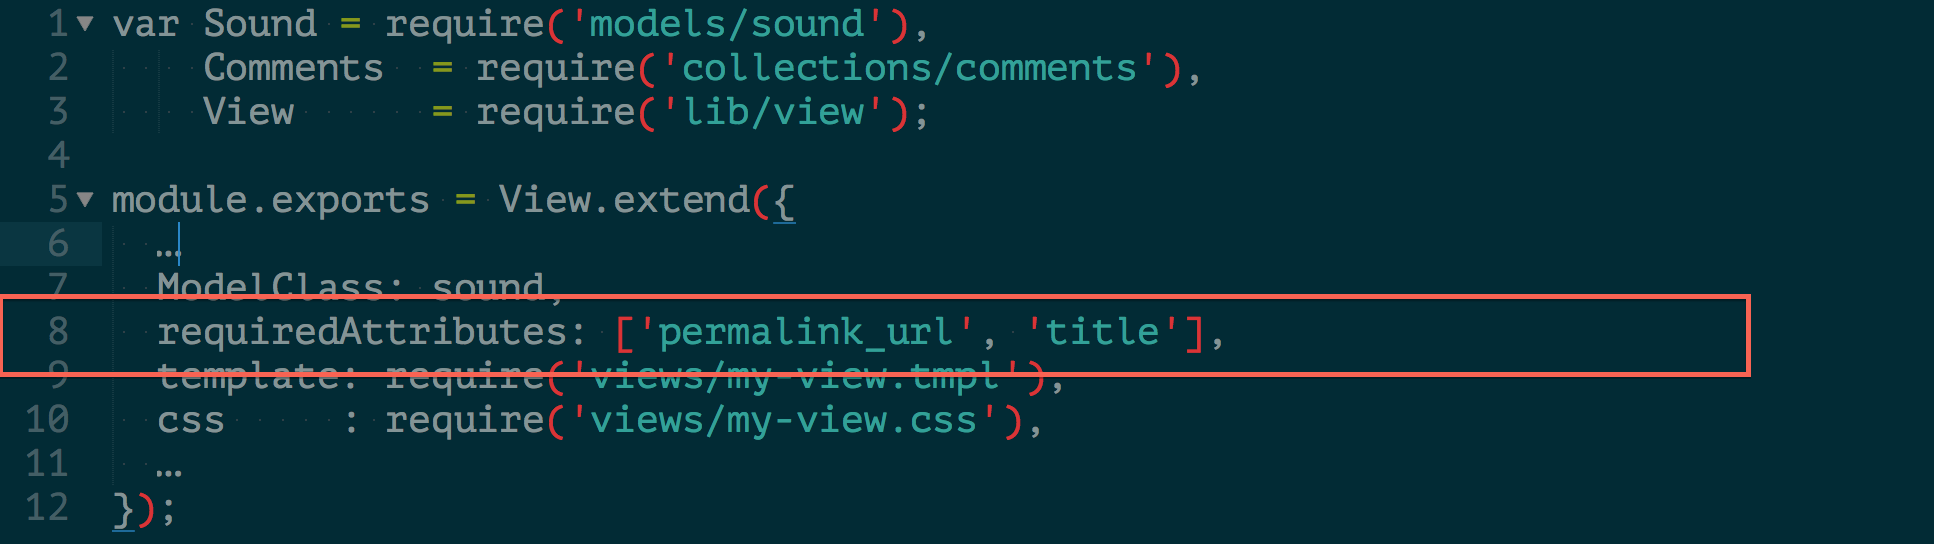 1 var Sound = require('models/sound'),
2 Comments = require('collections/comments'),
3 View = require('lib/view');
4
5 module.exports = View.extend({
6 …
7 ModelClass: sound,
8 requiredAttributes: ['permalink_url', 'title'],
9 template: require('views/my-view.tmpl'),
10 css : require('views/my-view.css'),
11 …
12 });